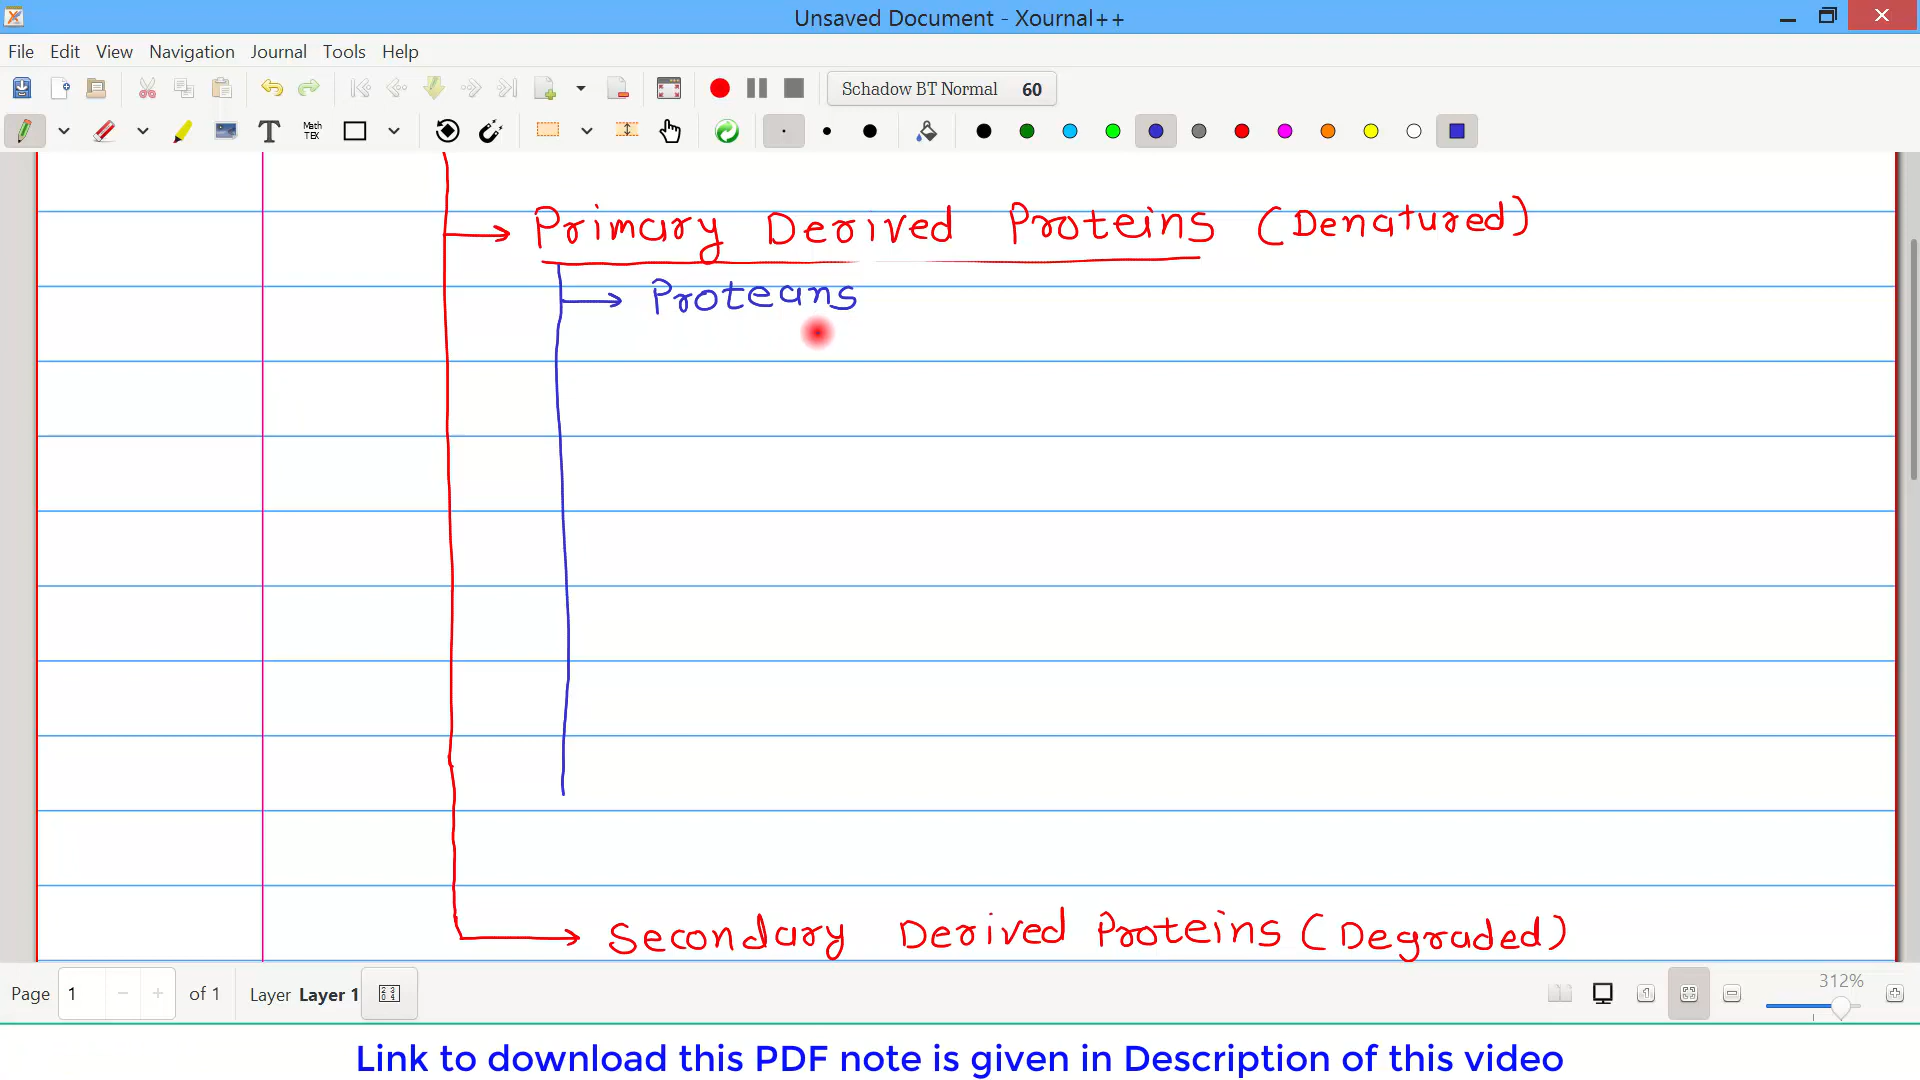 Unsaved Document - Xournal++
File Edit View Navigation Journal Tools Help
Schadow BT Normal 60
Math TEX
Primary Derived Proteins (Denatured)
Proteans
Secondary Derived Proteins (Degraded)
Page 1 of 1 Layer Layer 1 312%
Link to download this PDF note is given in Description of this video